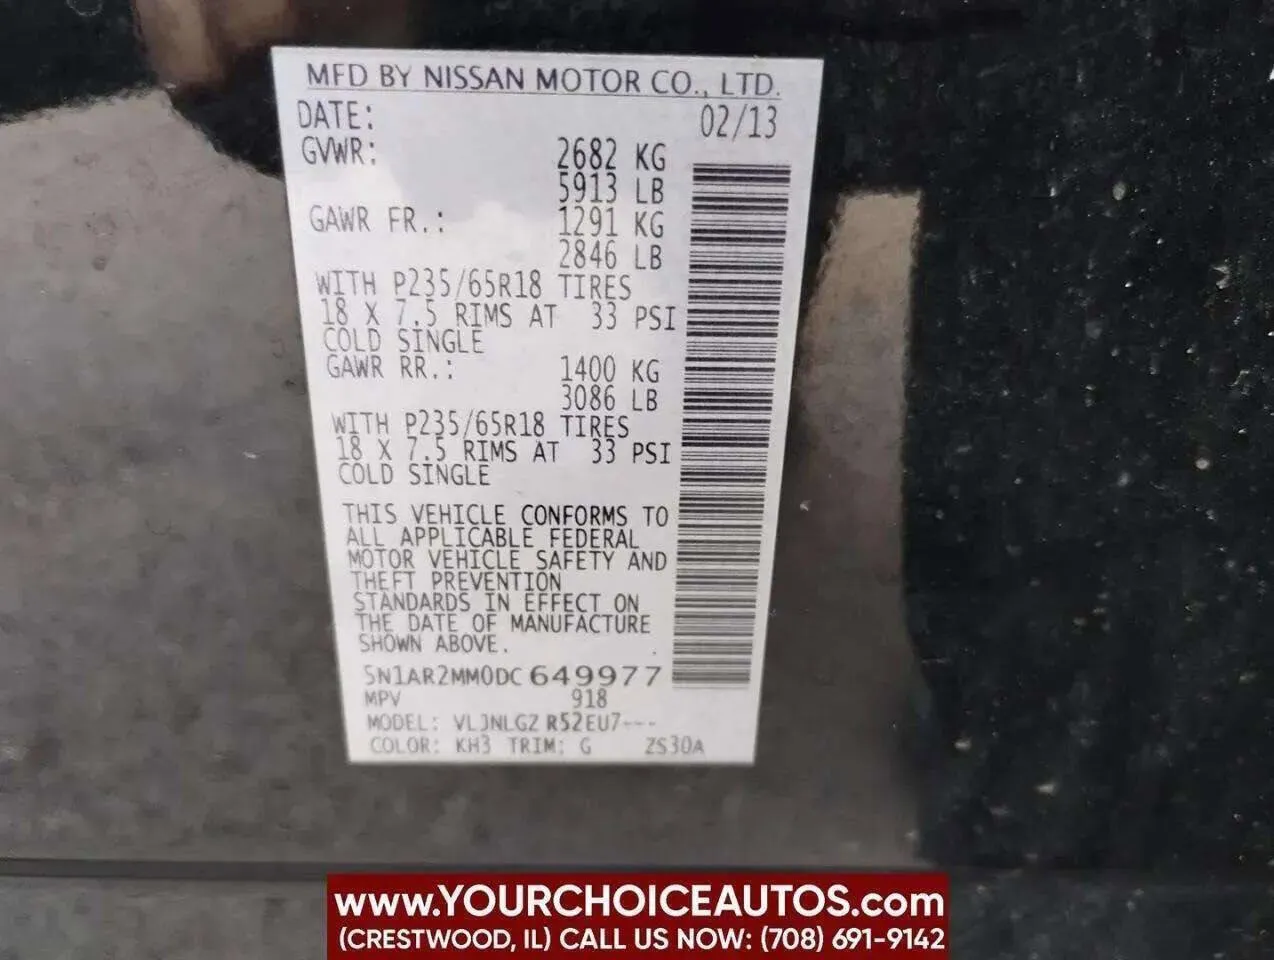 MFD BY NISSAN MOTOR CO., LTD.
DATE: 02/13
GVWR: 2682 KG
5913 LB
GAWR FR.: 1291 KG
2846 LB
WITH P235/65R18 TIRES
18 X 7.5 RIMS AT 33 PSI
COLD SINGLE
GAWR RR.: 1400 KG
3086 LB
WITH P235/65R18 TIRES
18 X 7.5 RIMS AT 33 PSI
COLD SINGLE
THIS VEHICLE CONFORMS TO
ALL APPLICABLE FEDERAL
MOTOR VEHICLE SAFETY AND
THEFT PREVENTION
STANDARDS IN EFFECT ON
THE DATE OF MANUFACTURE
SHOWN ABOVE.
5N1AR2MM0DC649977
MPV 918
MODEL: VLJNLGZ R52EU7---
COLOR: KH3 TRIM: G ZS30A
www.YOURCHOICEAUTOS.com
(CRESTWOOD, IL) CALL US NOW: (708) 691-9142